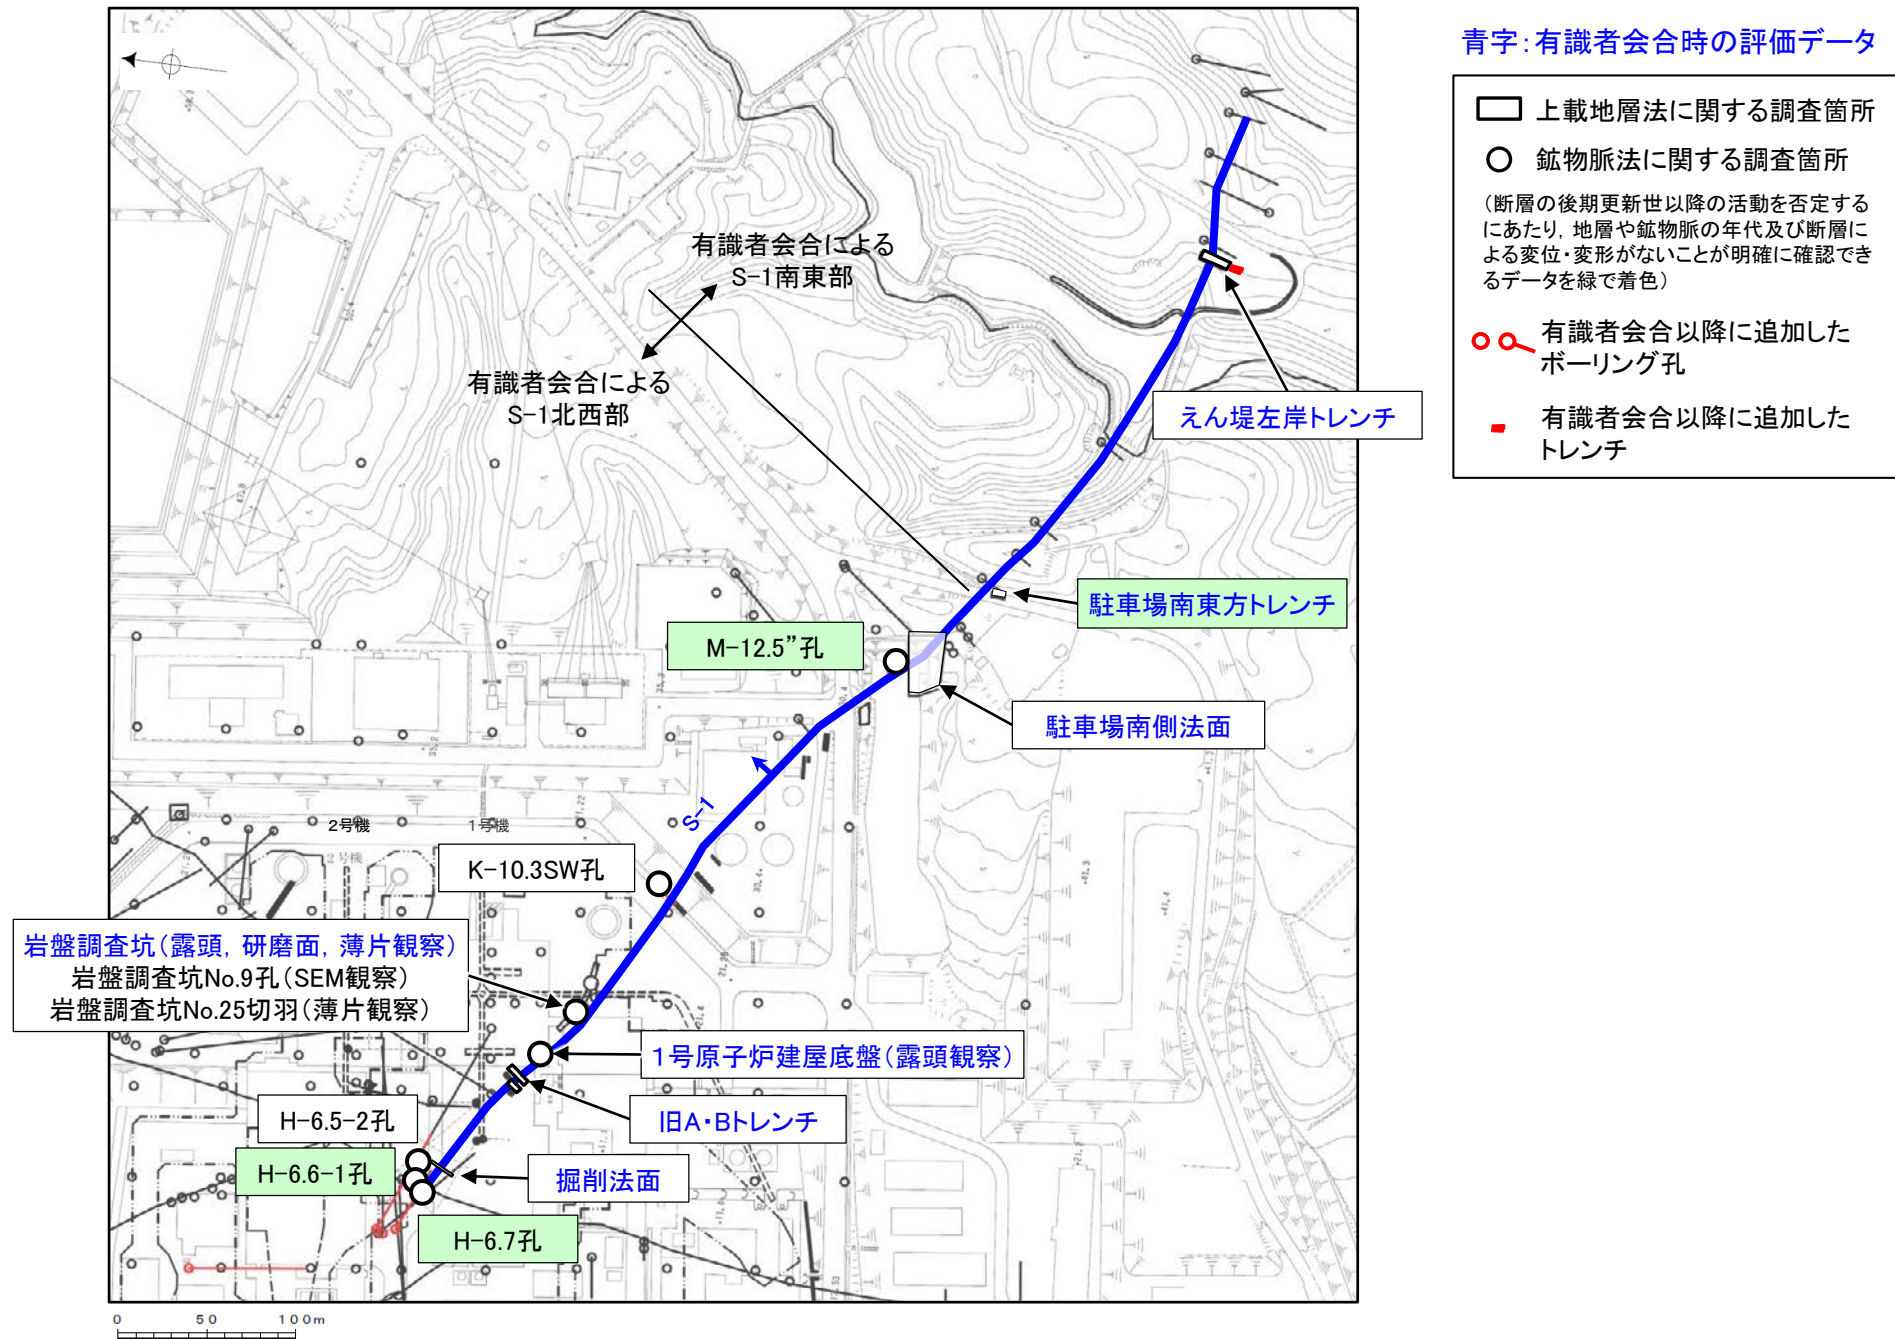 青字:有識者会合時の評価データ
上載地層法に関する調査箇所
鉱物脈法に関する調査箇所
(断層の後期更新世以降の活動を否定する
にあたり, 地層や鉱物脈の年代及び断層に
よる変位・変形がないことが明確に確認でき
るデータを緑で着色)
有識者会合以降に追加した
ボーリング孔
有識者会合以降に追加した
トレンチ
有識者会合による
S-1南東部
有識者会合による
S-1北西部
えん堤左岸トレンチ
駐車場南東方トレンチ
M-12.5”孔
駐車場南側法面
S-1
2号機
1号機
2号機
K-10.3SW孔
岩盤調査坑(露頭, 研磨面, 薄片観察)
岩盤調査坑No.9孔(SEM観察)
岩盤調査坑No.25切羽(薄片観察)
1号原子炉建屋底盤(露頭観察)
旧A・Bトレンチ
H-6.5-2孔
H-6.6-1孔
掘削法面
H-6.7孔
0 50 100m